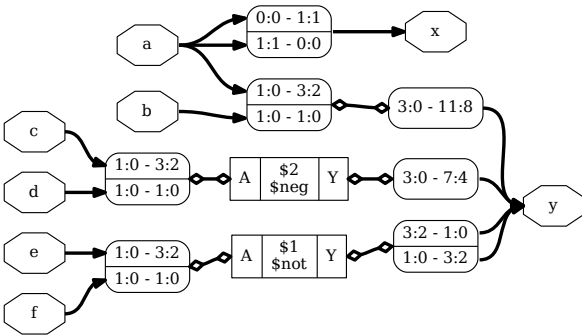 a
0:0 - 1:1
1:1 - 0:0
x
b
1:0 - 3:2
1:0 - 1:0
3:0 - 11:8
c
d
1:0 - 3:2
1:0 - 1:0
A
$2
$neg
Y
3:0 - 7:4
y
e
f
1:0 - 3:2
1:0 - 1:0
A
$1
$not
Y
3:2 - 1:0
1:0 - 3:2